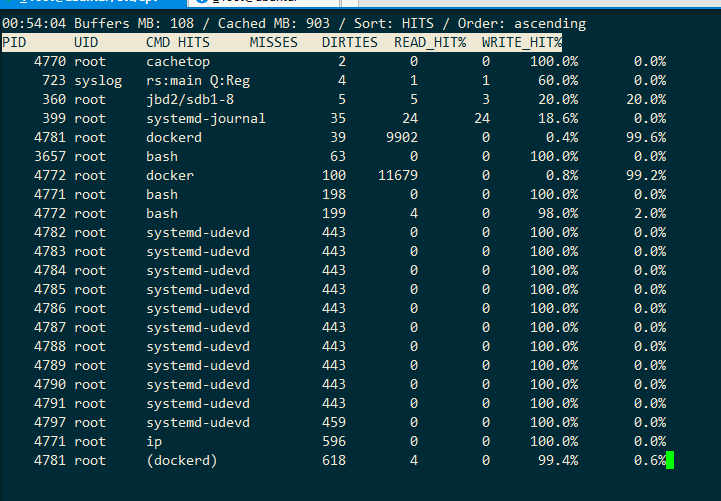 00:54:04 Buffers MB: 108 / Cached MB: 903 / Sort: HITS / Order: ascending
PID UID CMD HITS MISSES DIRTIES READ_HIT% WRITE_HIT%
4770 root cachetop 2 0 0 100.0% 0.0%
723 syslog rs:main Q:Reg 4 1 1 60.0% 0.0%
360 root jbd2/sdb1-8 5 5 3 20.0% 20.0%
399 root systemd-journal 35 24 24 18.6% 0.0%
4781 root dockerd 39 9902 0 0.4% 99.6%
3657 root bash 63 0 0 100.0% 0.0%
4772 root docker 100 11679 0 0.8% 99.2%
4771 root bash 198 0 0 100.0% 0.0%
4772 root bash 199 4 0 98.0% 2.0%
4782 root systemd-udevd 443 0 0 100.0% 0.0%
4783 root systemd-udevd 443 0 0 100.0% 0.0%
4784 root systemd-udevd 443 0 0 100.0% 0.0%
4785 root systemd-udevd 443 0 0 100.0% 0.0%
4786 root systemd-udevd 443 0 0 100.0% 0.0%
4787 root systemd-udevd 443 0 0 100.0% 0.0%
4788 root systemd-udevd 443 0 0 100.0% 0.0%
4789 root systemd-udevd 443 0 0 100.0% 0.0%
4790 root systemd-udevd 443 0 0 100.0% 0.0%
4791 root systemd-udevd 443 0 0 100.0% 0.0%
4797 root systemd-udevd 459 0 0 100.0% 0.0%
4771 root ip 596 0 0 100.0% 0.0%
4781 root (dockerd) 618 4 0 99.4% 0.6%